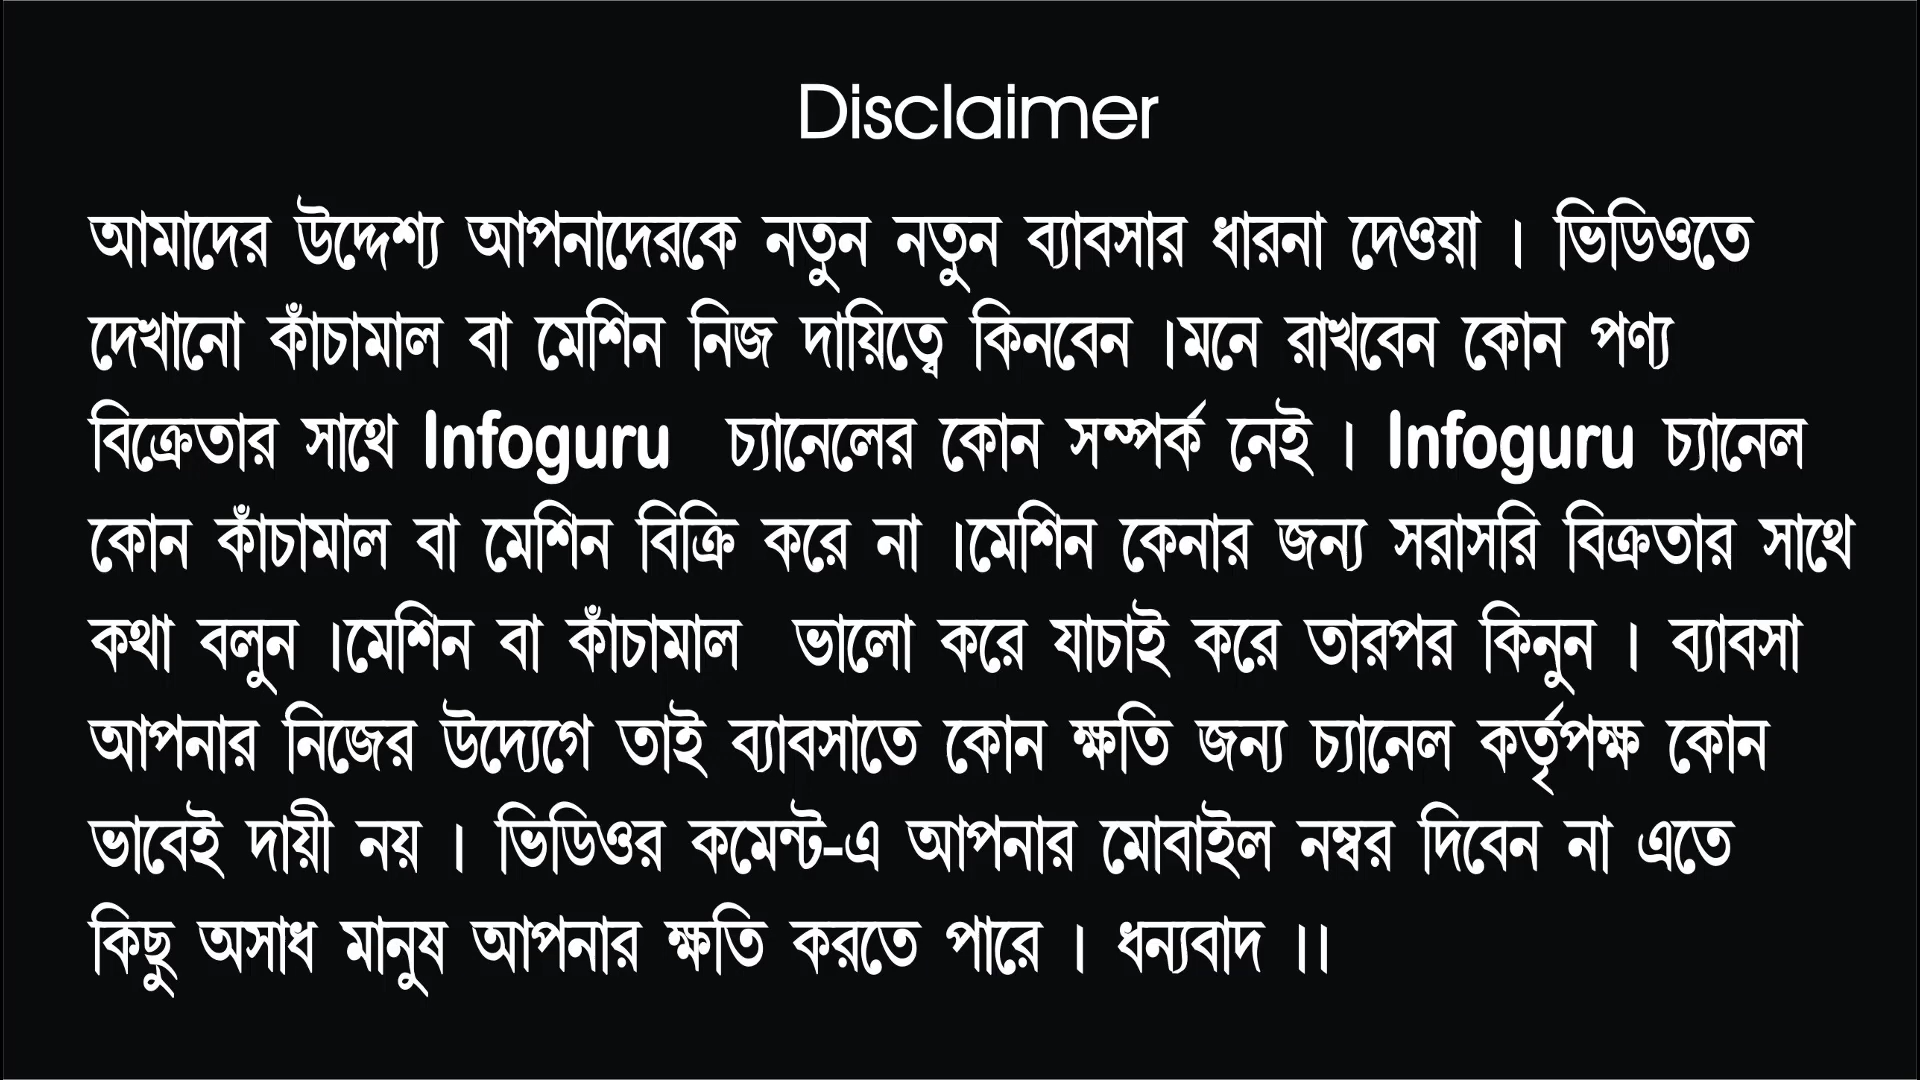 Disclaimer
আমাদের উদ্দেশ্য আপনাদেরকে নতুন নতুন ব্যাবসার ধারনা দেওয়া । ভিডিওতে
দেখানো কাঁচামাল বা মেশিন নিজ দায়িত্বে কিনবেন ।মনে রাখবেন কোন পণ্য
বিক্রেতার সাথে Infoguru চ্যানেলের কোন সম্পর্ক নেই । Infoguru চ্যানেল
কোন কাঁচামাল বা মেশিন বিক্রি করে না ।মেশিন কেনার জন্য সরাসরি বিক্রতার সাথে
কথা বলুন ।মেশিন বা কাঁচামাল ভালো করে যাচাই করে তারপর কিনুন । ব্যাবসা
আপনার নিজের উদ্যেগে তাই ব্যাবসাতে কোন ক্ষতি জন্য চ্যানেল কর্তৃপক্ষ কোন
ভাবেই দায়ী নয় । ভিডিওর কমেন্ট-এ আপনার মোবাইল নম্বর দিবেন না এতে
কিছু অসাধ মানুষ আপনার ক্ষতি করতে পারে । ধন্যবাদ ।।